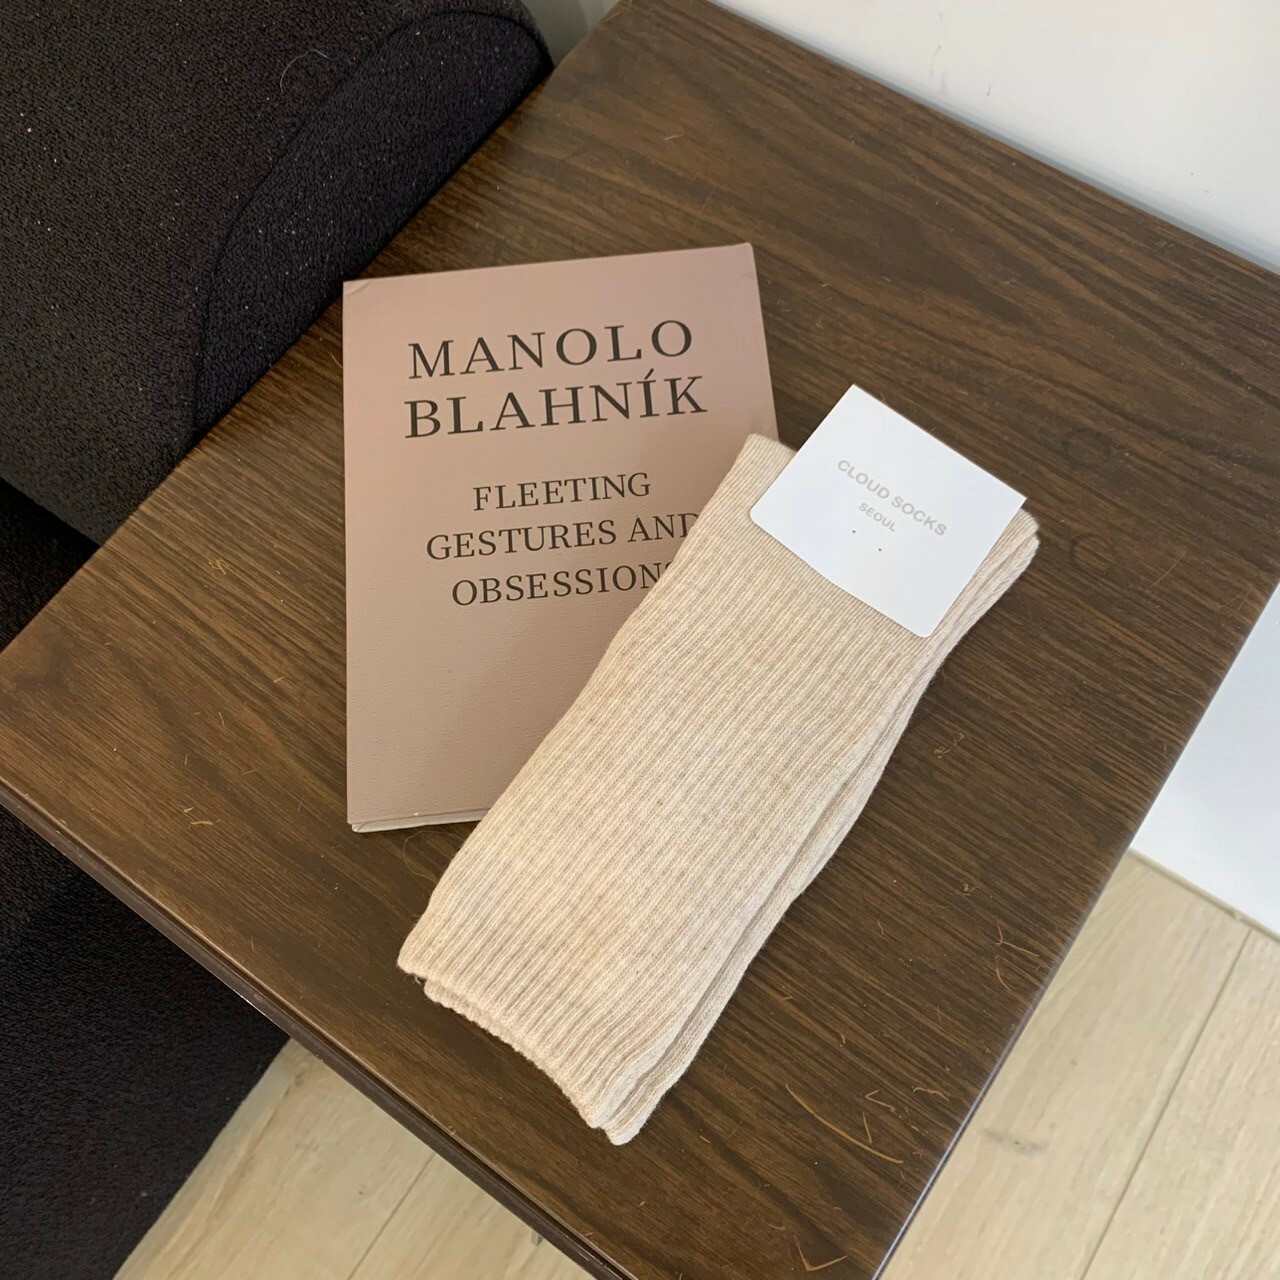 MANOLO
BLAHNÍK
FLEETING
GESTURES AND
OBSESSIONS
CLOUD SOCKS
SEOUL